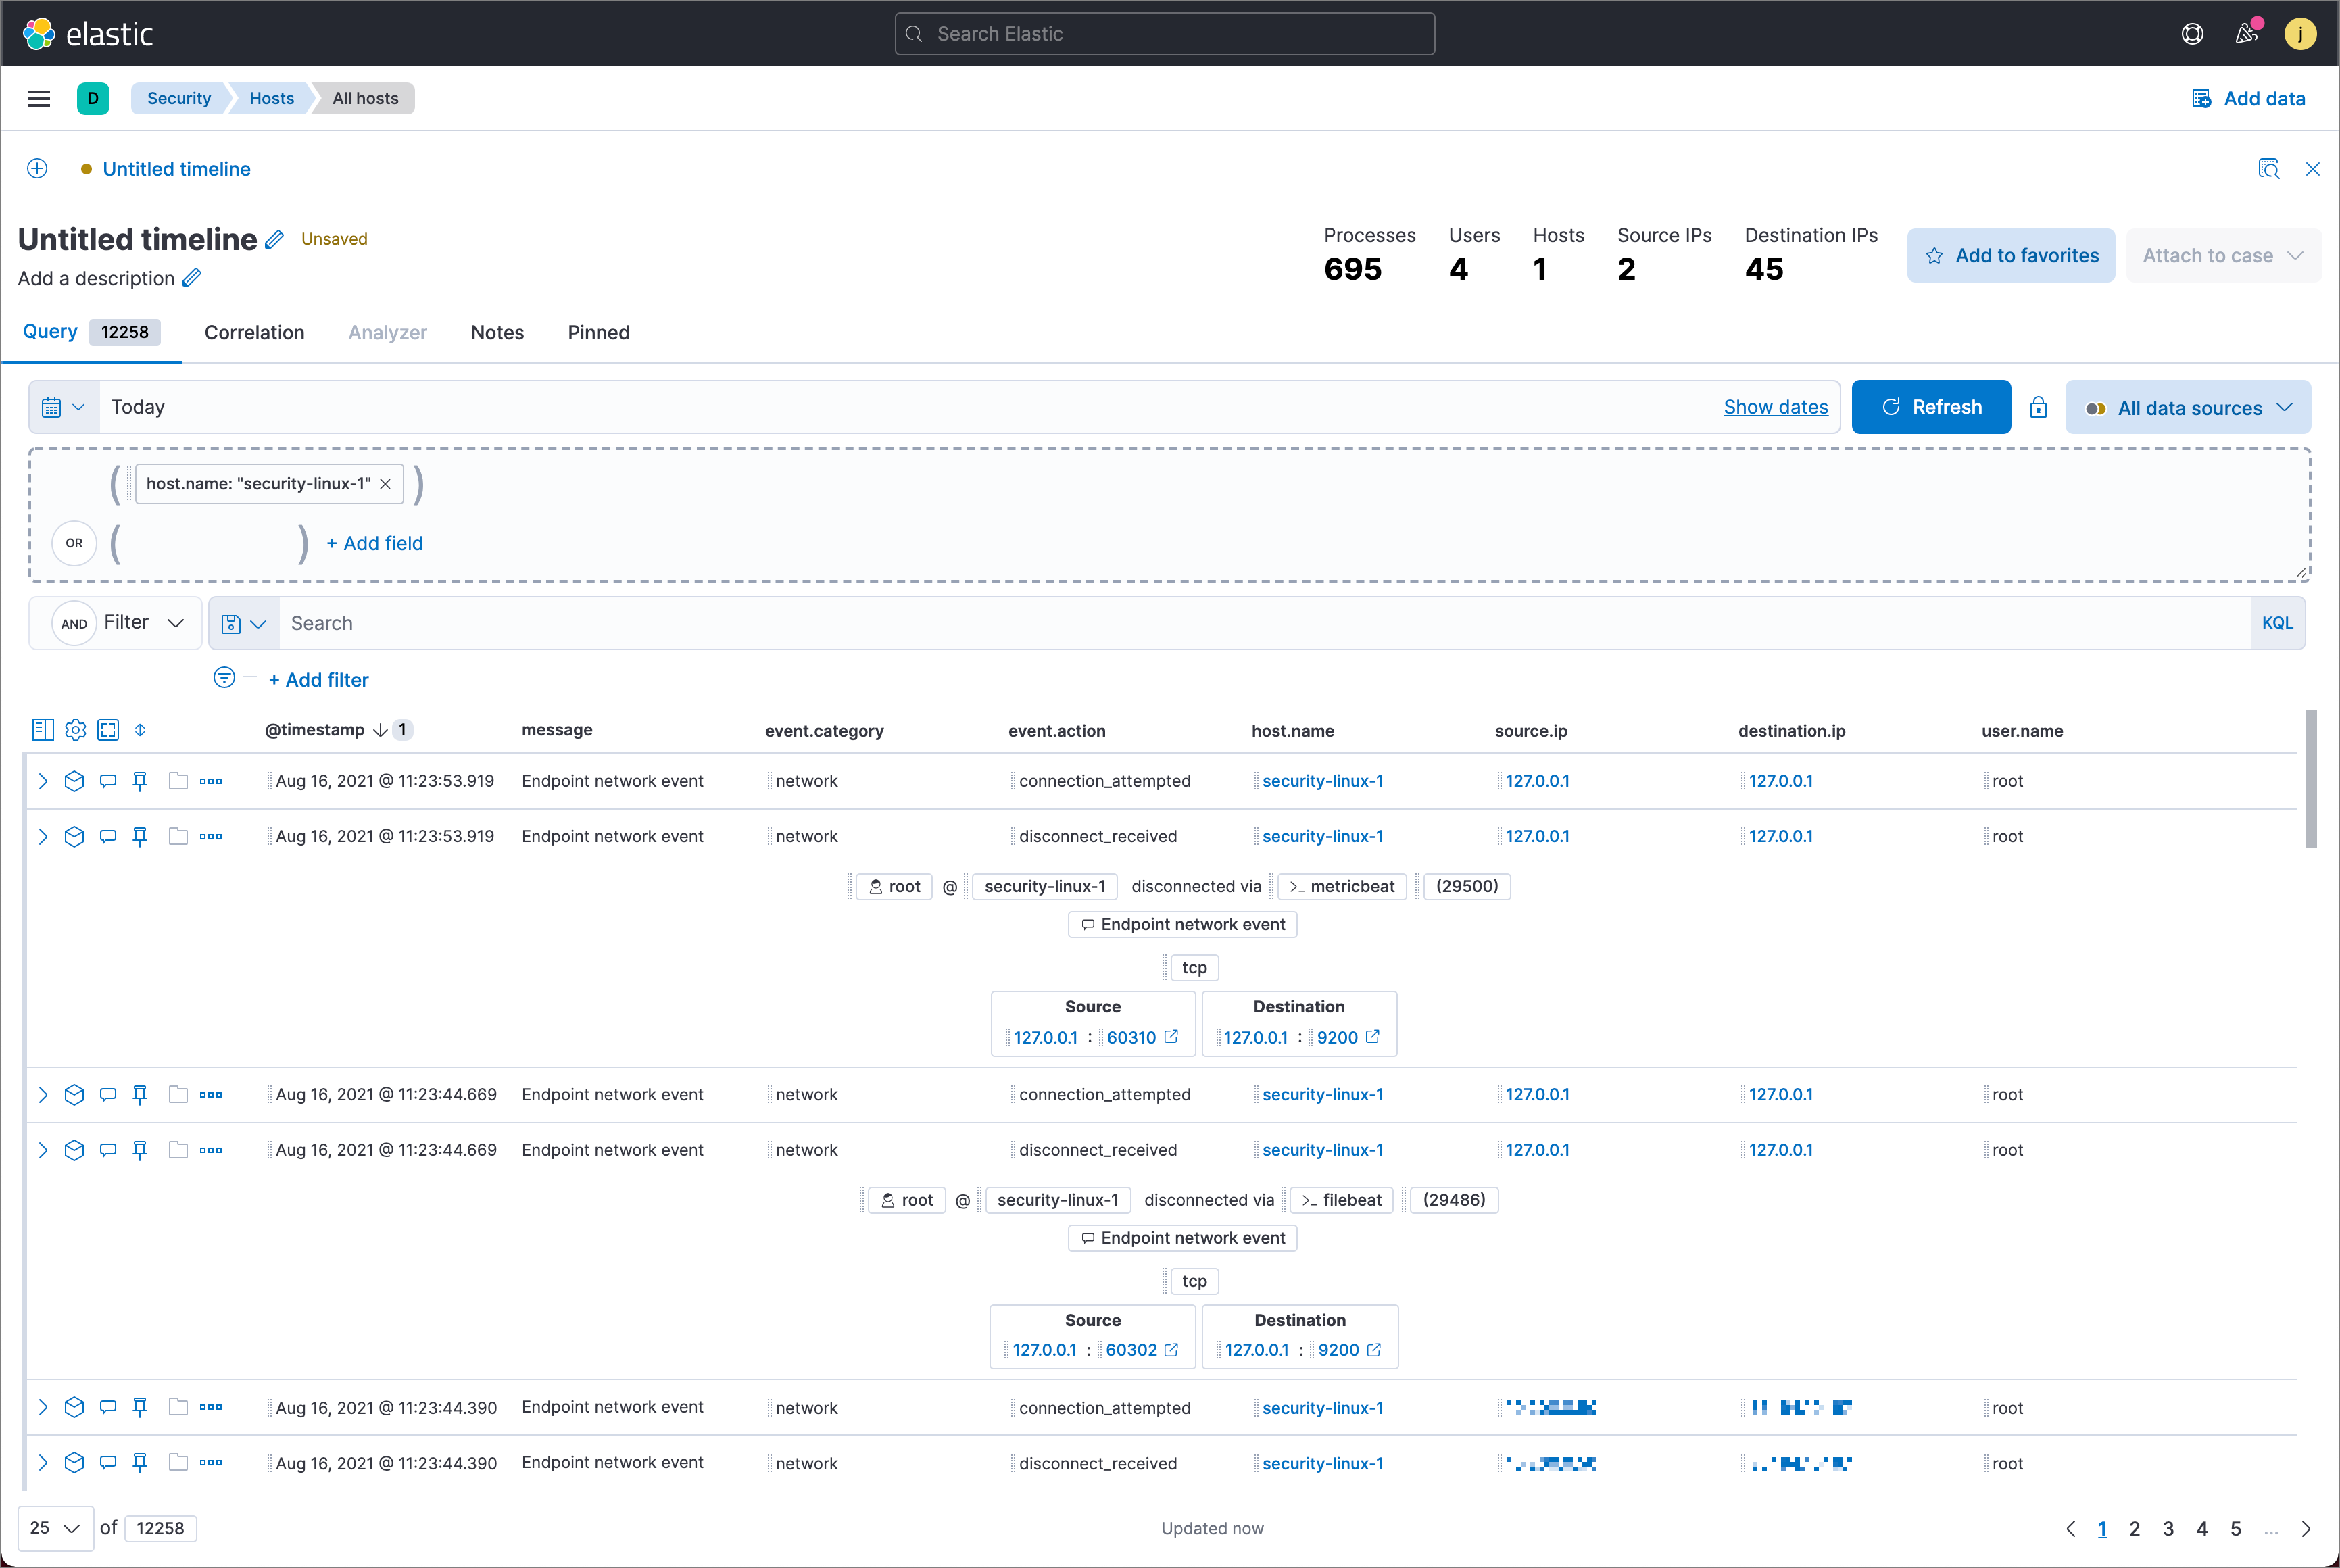 elastic
Search Elastic
j
D
Security
Hosts
All hosts
Add data
Untitled timeline
Untitled timeline
Unsaved
Add a description
Processes Users Hosts Source IPs Destination IPs
695 4 1 2 45
Add to favorites
Attach to case
Query 12258 Correlation Analyzer Notes Pinned
Today
Show dates
Refresh
All data sources
( host.name: "security-linux-1" )
OR ( ) + Add field
AND Filter
Search
KQL
+ Add filter
@timestamp 1 message event.category event.action host.name source.ip destination.ip user.name
Aug 16, 2021 @ 11:23:53.919 Endpoint network event network connection_attempted security-linux-1 127.0.0.1 127.0.0.1 root
Aug 16, 2021 @ 11:23:53.919 Endpoint network event network disconnect_received security-linux-1 127.0.0.1 127.0.0.1 root
root @ security-linux-1 disconnected via >_ metricbeat (29500)
Endpoint network event
tcp
Source Destination
127.0.0.1 : 60310 127.0.0.1 : 9200
Aug 16, 2021 @ 11:23:44.669 Endpoint network event network connection_attempted security-linux-1 127.0.0.1 127.0.0.1 root
Aug 16, 2021 @ 11:23:44.669 Endpoint network event network disconnect_received security-linux-1 127.0.0.1 127.0.0.1 root
root @ security-linux-1 disconnected via >_ filebeat (29486)
Endpoint network event
tcp
Source Destination
127.0.0.1 : 60302 127.0.0.1 : 9200
Aug 16, 2021 @ 11:23:44.390 Endpoint network event network connection_attempted security-linux-1 root
Aug 16, 2021 @ 11:23:44.390 Endpoint network event network disconnect_received security-linux-1 root
25 of 12258
Updated now
1 2 3 4 5 ...